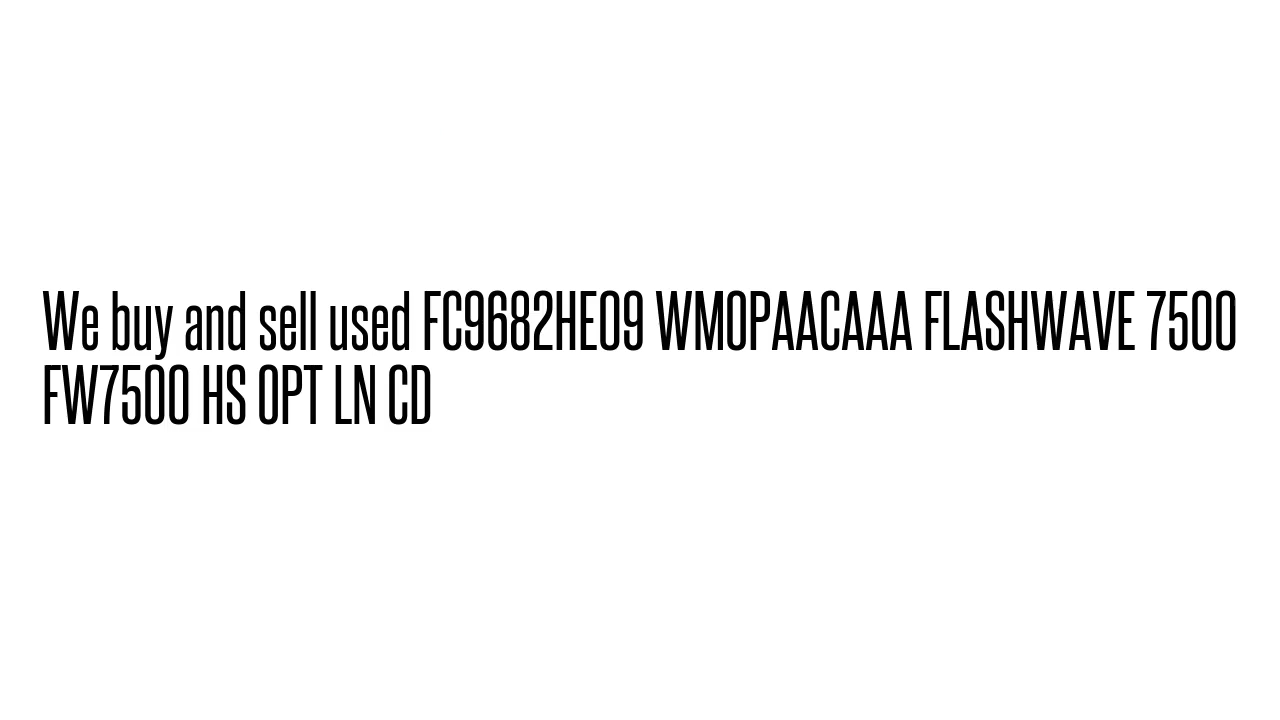 We buy and sell used FC9682HE09 WMOPAACAAA FLASHWAVE 7500
FW7500 HS OPT LN CD